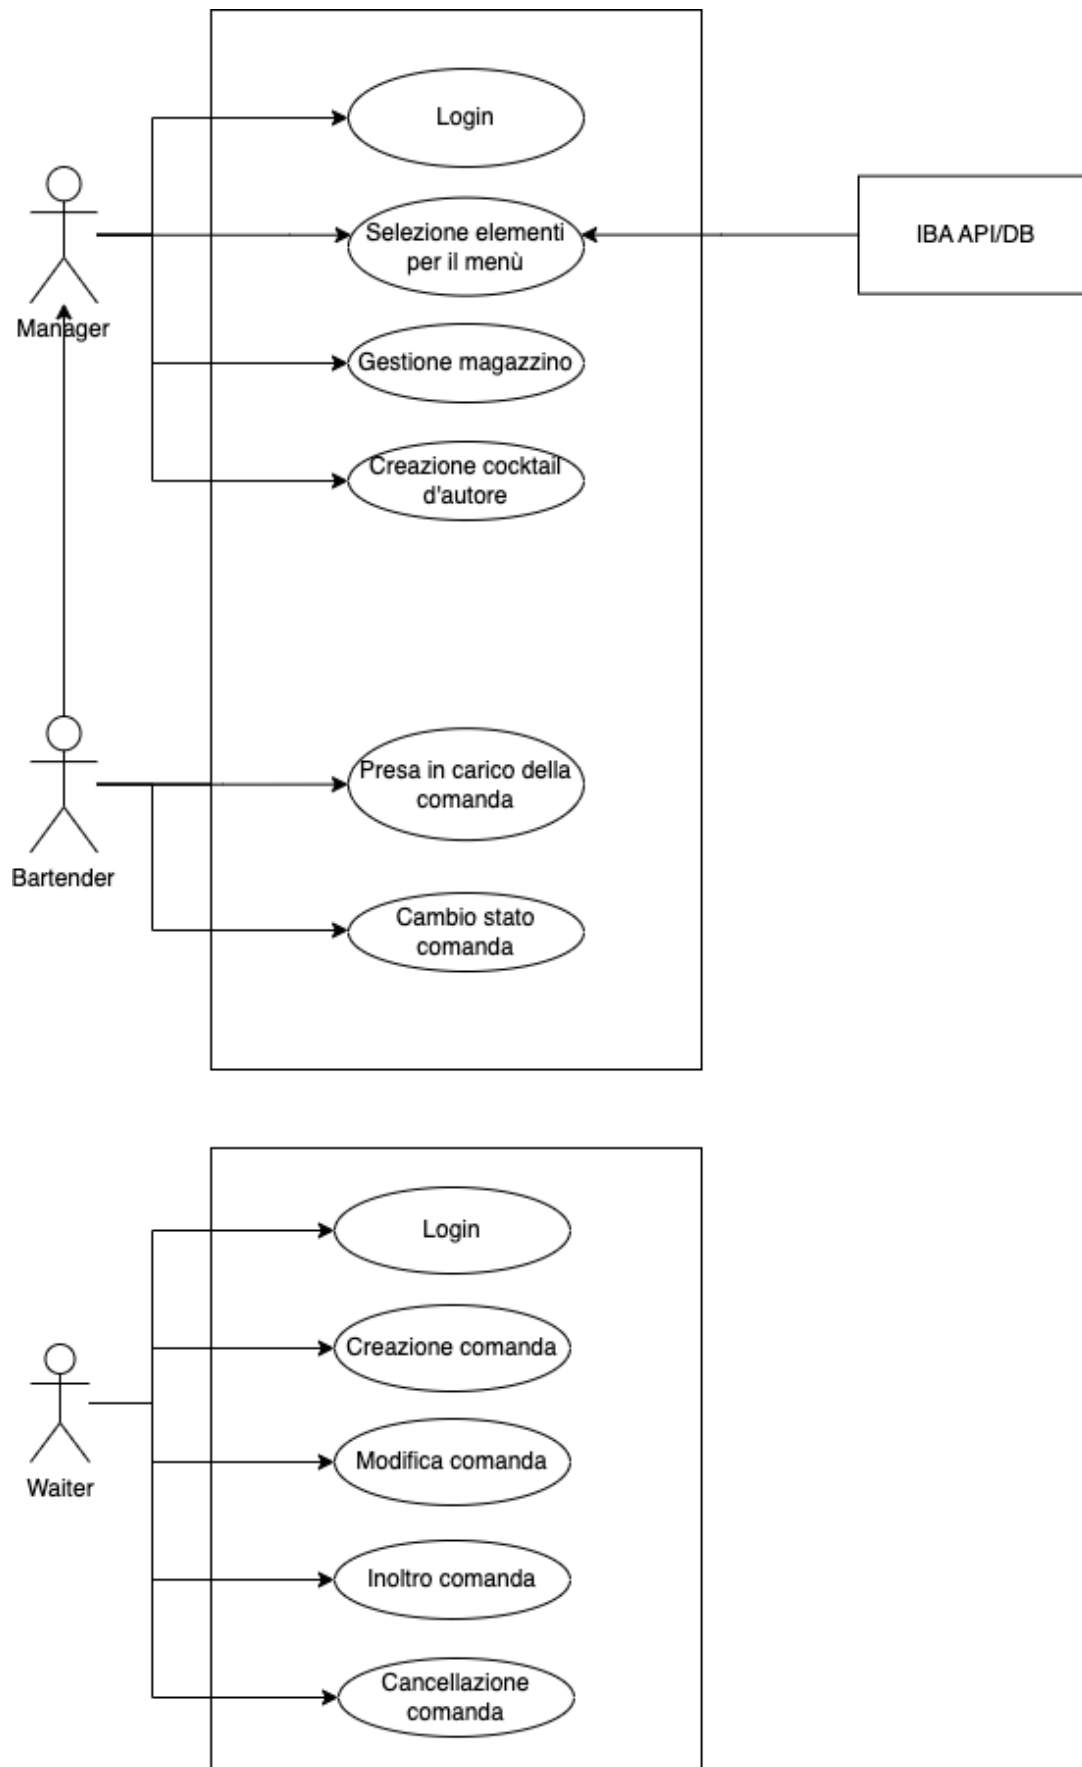 Login
Selezione elementi
per il menù
IBA API/DB
Manager
Gestione magazzino
Creazione cocktail
d'autore
Presa in carico della
comanda
Bartender
Cambio stato
comanda
Login
Creazione comanda
Modifica comanda
Waiter
Inoltro comanda
Cancellazione
comanda